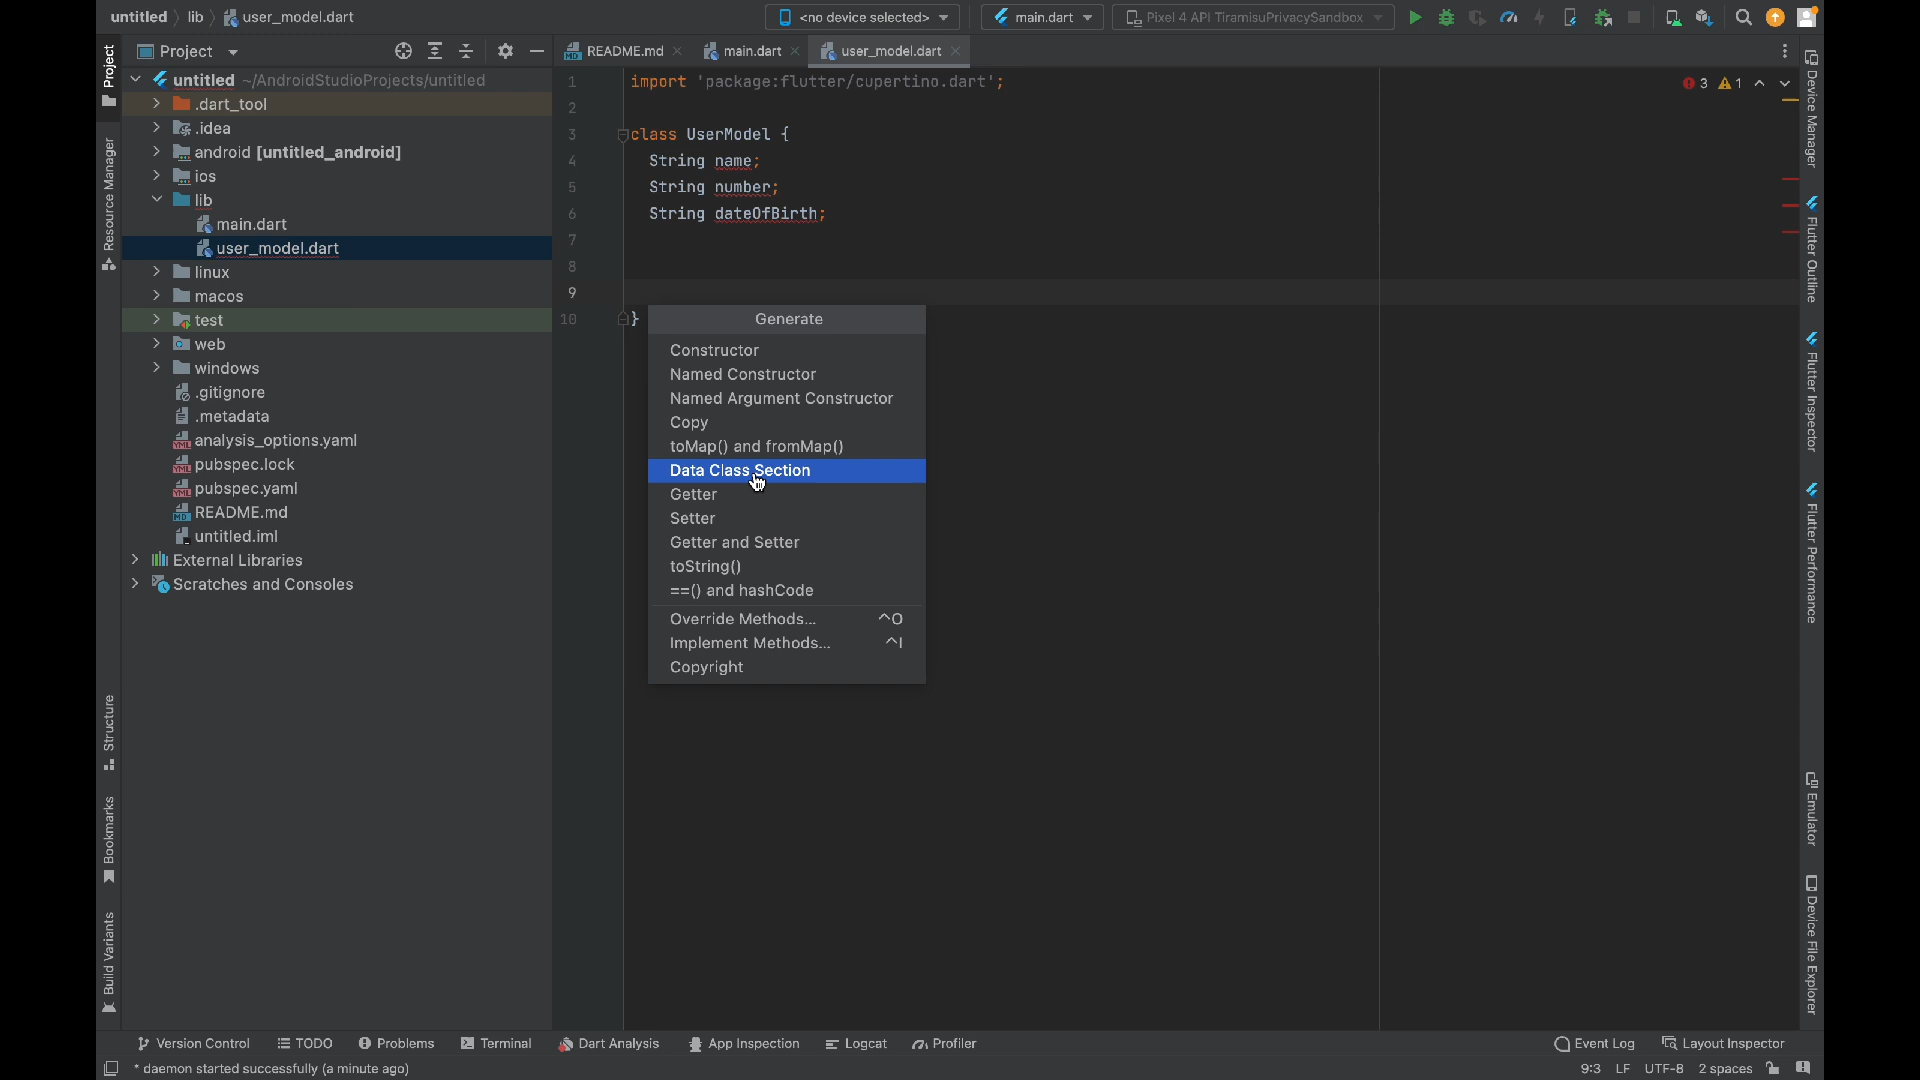 untitled lib user_model.dart <no device selected> main.dart Pixel 4 API TiramisuPrivacySandbox
Project
README.md main.dart user_model.dart
untitled ~/AndroidStudioProjects/untitled
.dart_tool
.idea
android [untitled_android]
ios
lib
main.dart
user_model.dart
linux
macos
test
web
windows
.gitignore
.metadata
analysis_options.yaml
pubspec.lock
pubspec.yaml
README.md
untitled.iml
External Libraries
Scratches and Consoles
1 import 'package:flutter/cupertino.dart';
2
3 class UserModel {
4 String name;
5 String number;
6 String dateOfBirth;
7
8
9
10 }
3 1
Generate
Constructor
Named Constructor
Named Argument Constructor
Copy
toMap() and fromMap()
Data Class Section
Getter
Setter
Getter and Setter
toString()
==() and hashCode
Override Methods... ^O
Implement Methods... ^I
Copyright
Project
Resource Manager
Structure
Bookmarks
Build Variants
Device Manager
Flutter Outline
Flutter Inspector
Flutter Performance
Emulator
Device File Explorer
Version Control TODO Problems Terminal Dart Analysis App Inspection Logcat Profiler Event Log Layout Inspector
* daemon started successfully (a minute ago) 9:3 LF UTF-8 2 spaces